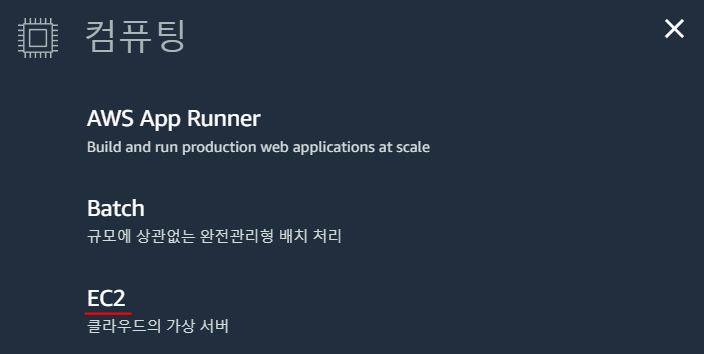 컴퓨팅
AWS App Runner
Build and run production web applications at scale
Batch
규모에 상관없는 완전관리형 배치 처리
EC2
클라우드의 가상 서버